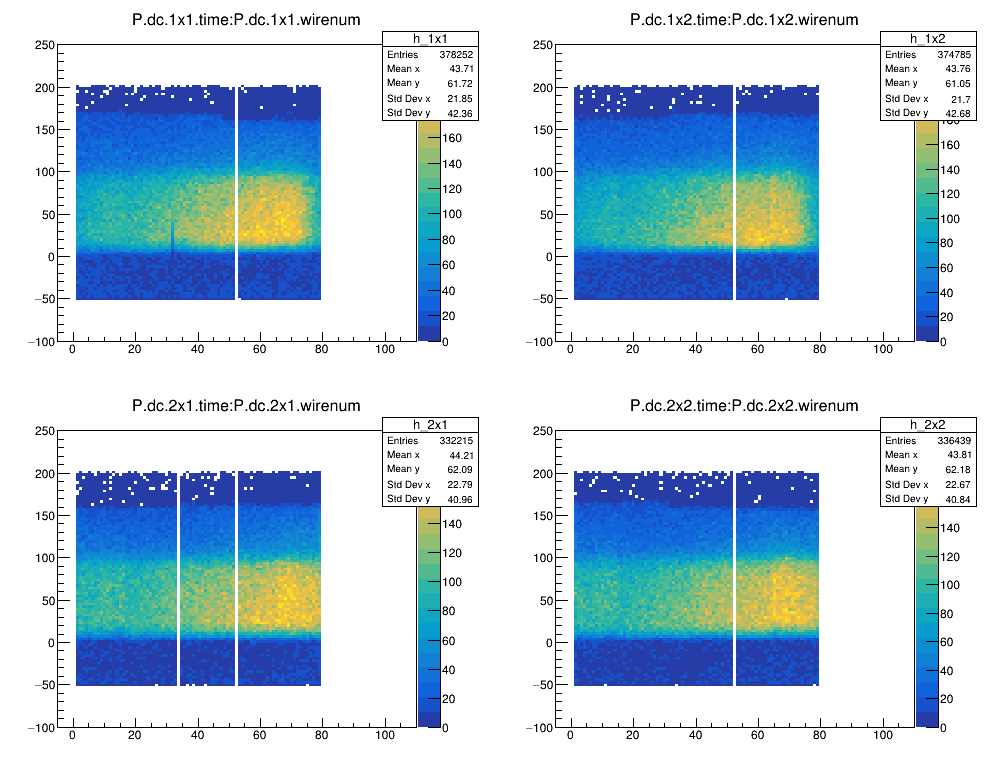 P.dc.1x1.time:P.dc.1x1.wirenum
h_1x1
Entries 378252
Mean x 43.71
Mean y 61.72
Std Dev x 21.85
Std Dev y 42.36
250
200
150
100
50
0
−50
−100
0 20 40 60 80 100
160
140
120
100
80
60
40
20
0
P.dc.1x2.time:P.dc.1x2.wirenum
h_1x2
Entries 374785
Mean x 43.76
Mean y 61.05
Std Dev x 21.7
Std Dev y 42.68
250
200
150
100
50
0
−50
−100
0 20 40 60 80 100
180
160
140
120
100
80
60
40
20
0
P.dc.2x1.time:P.dc.2x1.wirenum
h_2x1
Entries 332215
Mean x 44.21
Mean y 62.09
Std Dev x 22.79
Std Dev y 40.96
250
200
150
100
50
0
−50
−100
0 20 40 60 80 100
140
120
100
80
60
40
20
0
P.dc.2x2.time:P.dc.2x2.wirenum
h_2x2
Entries 336439
Mean x 43.81
Mean y 62.18
Std Dev x 22.67
Std Dev y 40.84
250
200
150
100
50
0
−50
−100
0 20 40 60 80 100
140
120
100
80
60
40
20
0